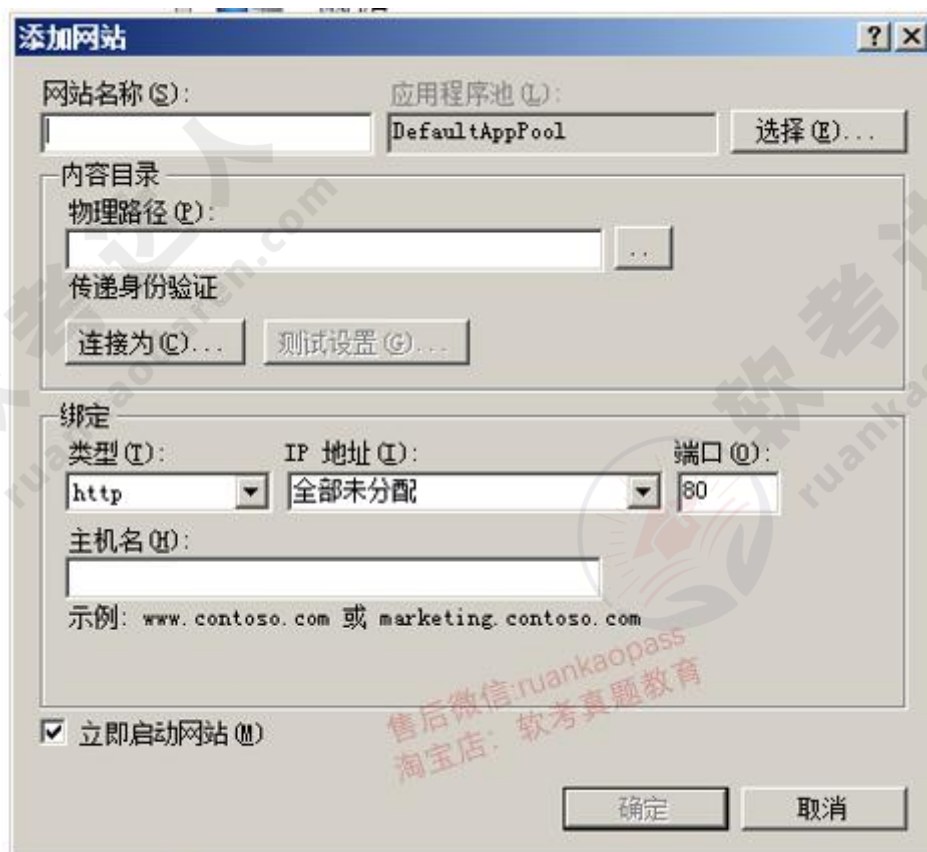 添加网站
网站名称(S): 应用程序池(L):
DefaultAppPool 选择(E)...
内容目录
物理路径(P):
..
传递身份验证
连接为(C)... 测试设置(G)...
绑定
类型(T): IP 地址(I): 端口(O):
http 全部未分配 80
主机名(H):
示例: www.contoso.com 或 marketing.contoso.com
售后微信:ruankaopass
淘宝店: 软考真题教育
立即启动网站(M)
确定 取消
软考达人